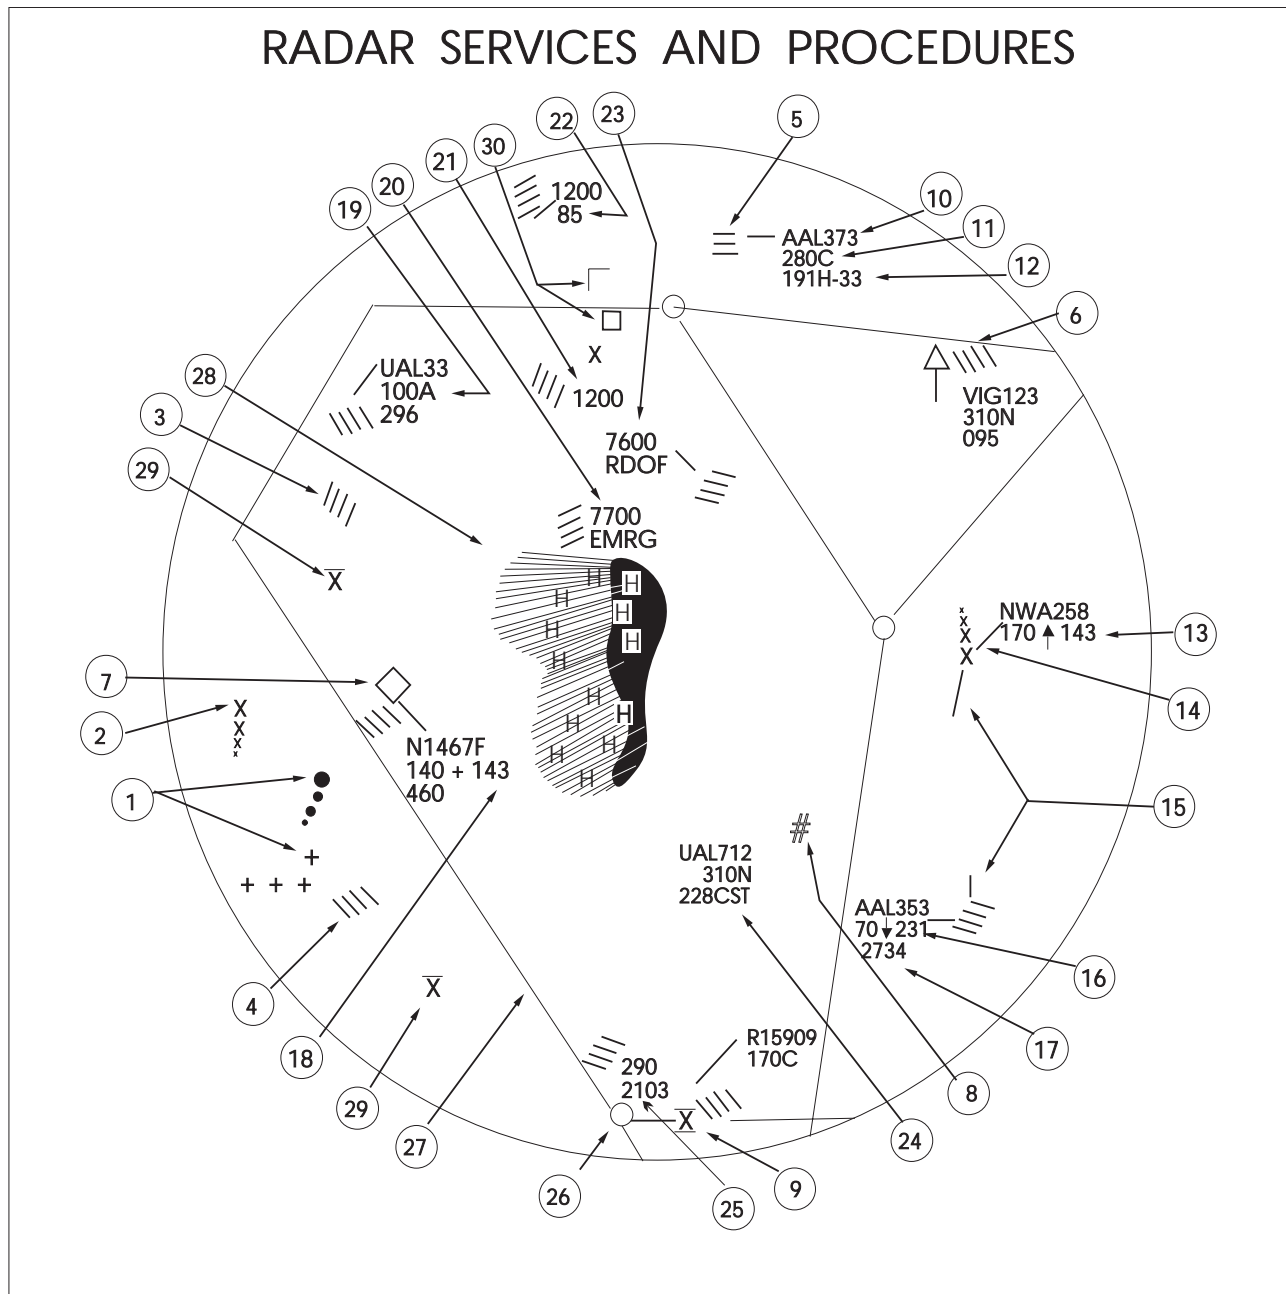 RADAR SERVICES AND PROCEDURES
23
5
22
30
21
20
19
1200
85
10
AAL373
280C
191H-33
11
12
6
X
UAL33
100A
296
1200
VIG123
310N
095
28
3
29
7600
RDOF
7700
EMRG
X
H
H
H
H
H
H
H
H
H
H
H
H
H
NWA258
170 143
x
x
x
X
13
7
2
X
x
x
x
14
N1467F
140 + 143
460
1
+
+ + +
15
#
UAL712
310N
228CST
AAL353
70 231
2734
4
X
16
18
R15909
170C
17
290
2103
29
X
8
27
24
26
9
25